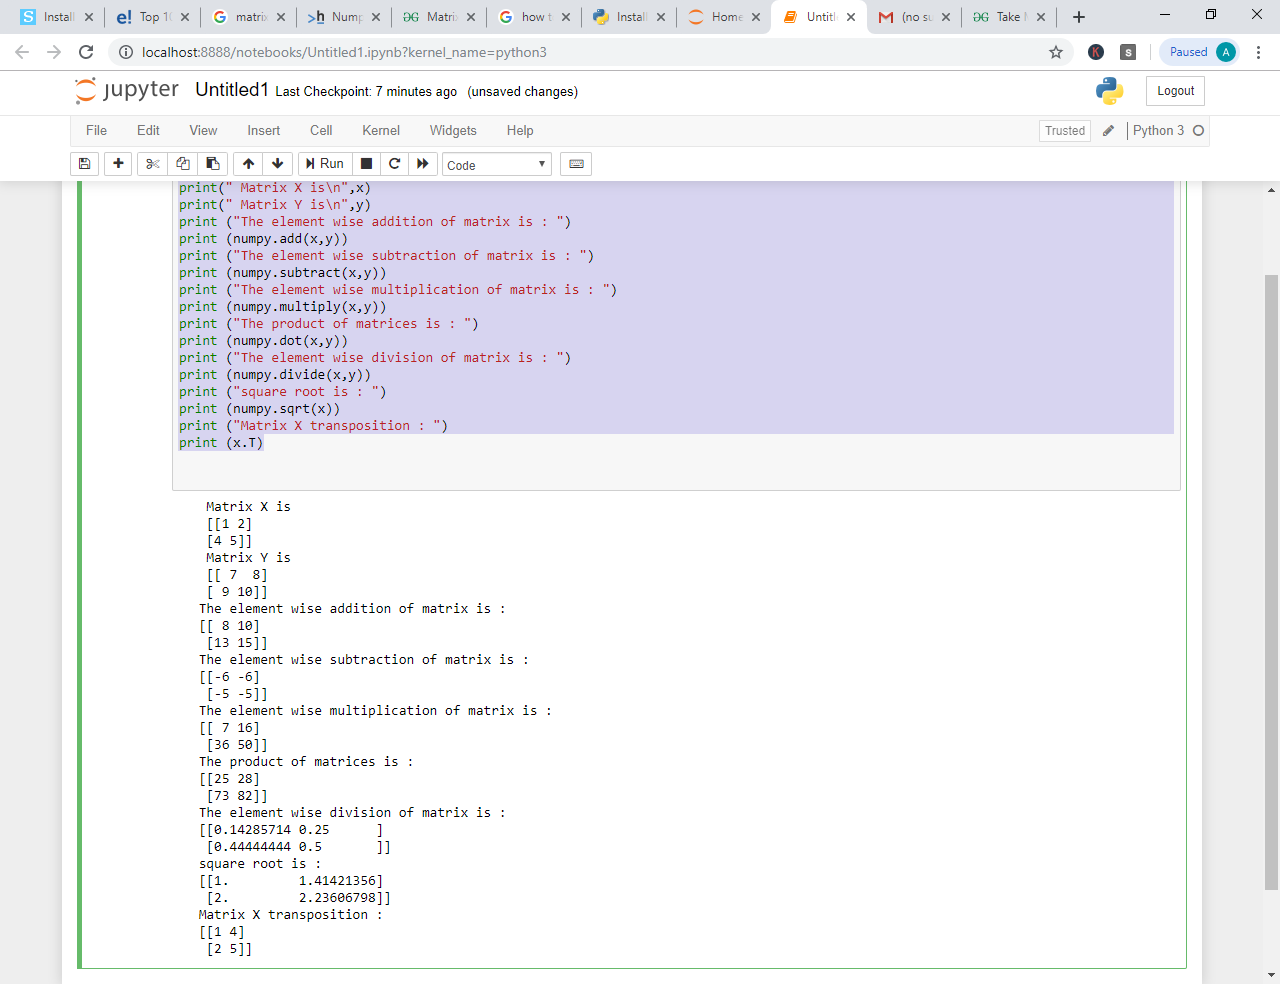 Install
Top 1
matrix
Nump
Matri
how t
Install
Home
Untitl
(no su
Take
localhost:8888/notebooks/Untitled1.ipynb?kernel_name=python3
K
S
Paused
A
jupyter
Untitled1 Last Checkpoint: 7 minutes ago (unsaved changes)
Logout
File Edit View Insert Cell Kernel Widgets Help
Trusted
Python 3
Run
Code
print(" Matrix X is\n",x)
print(" Matrix Y is\n",y)
print ("The element wise addition of matrix is : ")
print (numpy.add(x,y))
print ("The element wise subtraction of matrix is : ")
print (numpy.subtract(x,y))
print ("The element wise multiplication of matrix is : ")
print (numpy.multiply(x,y))
print ("The product of matrices is : ")
print (numpy.dot(x,y))
print ("The element wise division of matrix is : ")
print (numpy.divide(x,y))
print ("square root is : ")
print (numpy.sqrt(x))
print ("Matrix X transposition : ")
print (x.T)
Matrix X is
[[1 2]
[4 5]]
Matrix Y is
[[ 7  8]
[ 9 10]]
The element wise addition of matrix is :
[[ 8 10]
[13 15]]
The element wise subtraction of matrix is :
[[-6 -6]
[-5 -5]]
The element wise multiplication of matrix is :
[[ 7 16]
[36 50]]
The product of matrices is :
[[25 28]
[73 82]]
The element wise division of matrix is :
[[0.14285714 0.25      ]
[0.44444444 0.5       ]]
square root is :
[[1.         1.41421356]
[2.         2.23606798]]
Matrix X transposition :
[[1 4]
[2 5]]